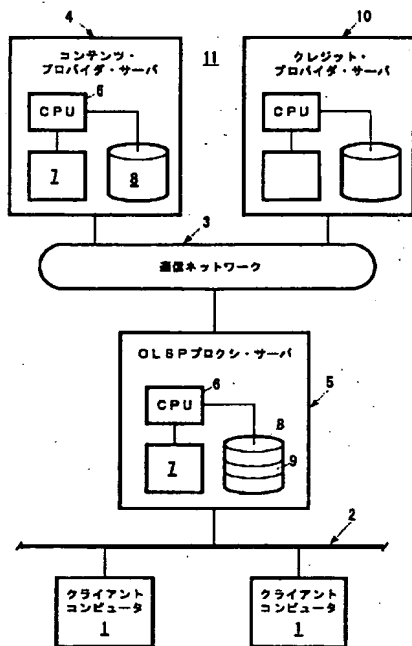 4
10
コンテンツ・
プロバイダ・サーバ
11
クレジット・
プロバイダ・サーバ
CPU
6
CPU
7
8
3
通信ネットワーク
OLSPプロクシ・サーバ
5
CPU
6
7
8
9
2
クライアント
コンピュータ
1
クライアント
コンピュータ
1